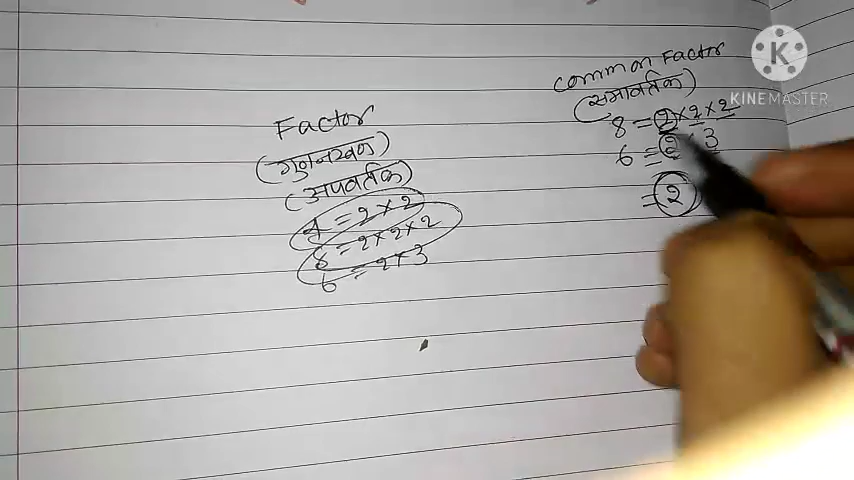 Factor
(गुणनखण्ड)
(अपवर्तक)
4 = 2 × 2
8 = 2 × 2 × 2
6 = 2 × 3
Common Factor
(समावर्तक)
8 = 2 × 2 × 2
6 = 2 × 3
= 2
KINEMASTER